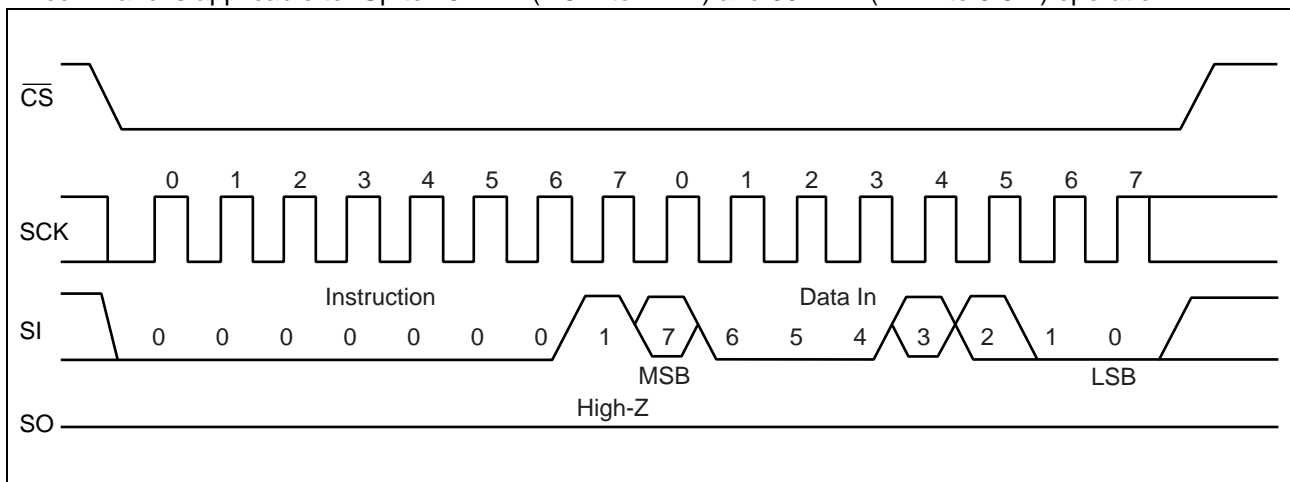 CS
0 1 2 3 4 5 6 7 0 1 2 3 4 5 6 7
SCK
Instruction Data In
SI 0 0 0 0 0 0 0 1 7 6 5 4 3 2 1 0
MSB LSB
High-Z
SO